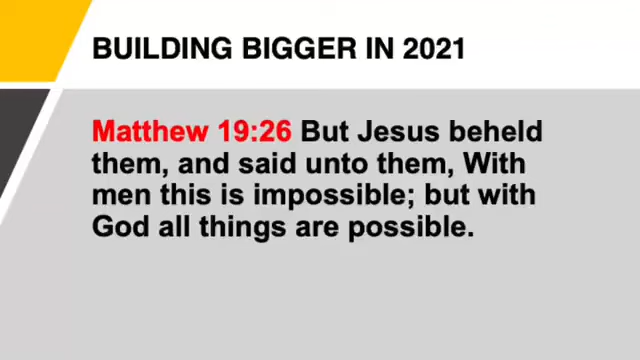 BUILDING BIGGER IN 2021
Matthew 19:26 But Jesus beheld
them, and said unto them, With
men this is impossible; but with
God all things are possible.